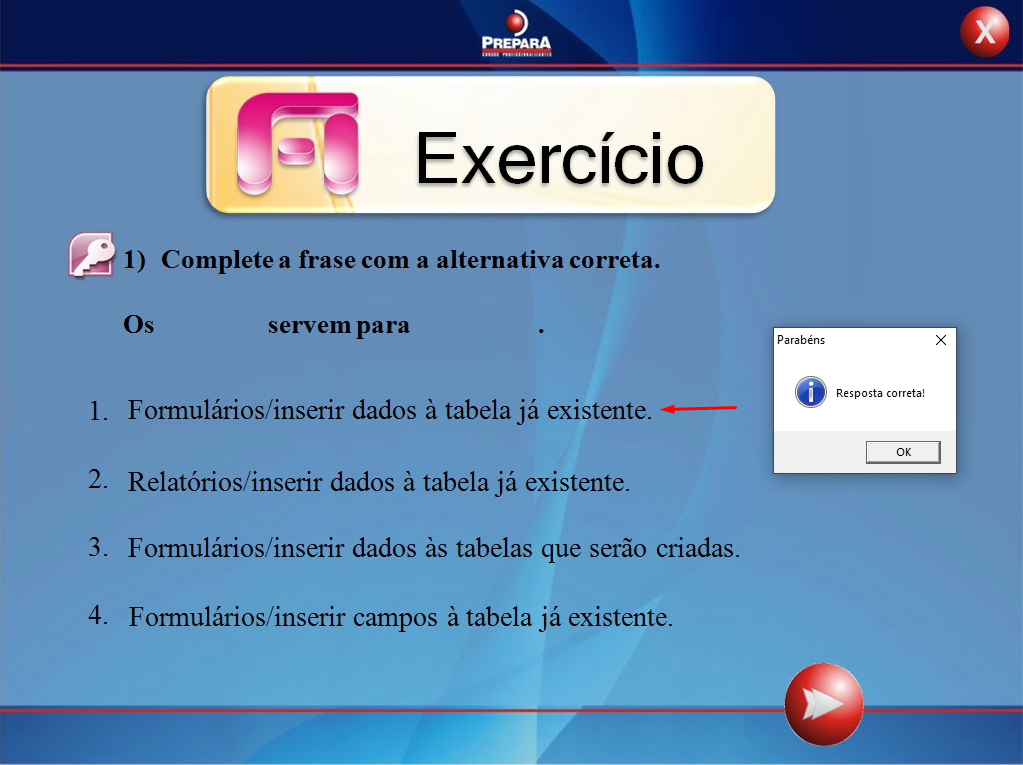 PREPARA
CURSOS PROFISSIONALIZANTES
X
Exercício
1) Complete a frase com a alternativa correta.
Os servem para .
Parabéns
Resposta correta!
OK
1. Formulários/inserir dados à tabela já existente.
2. Relatórios/inserir dados à tabela já existente.
3. Formulários/inserir dados às tabelas que serão criadas.
4. Formulários/inserir campos à tabela já existente.